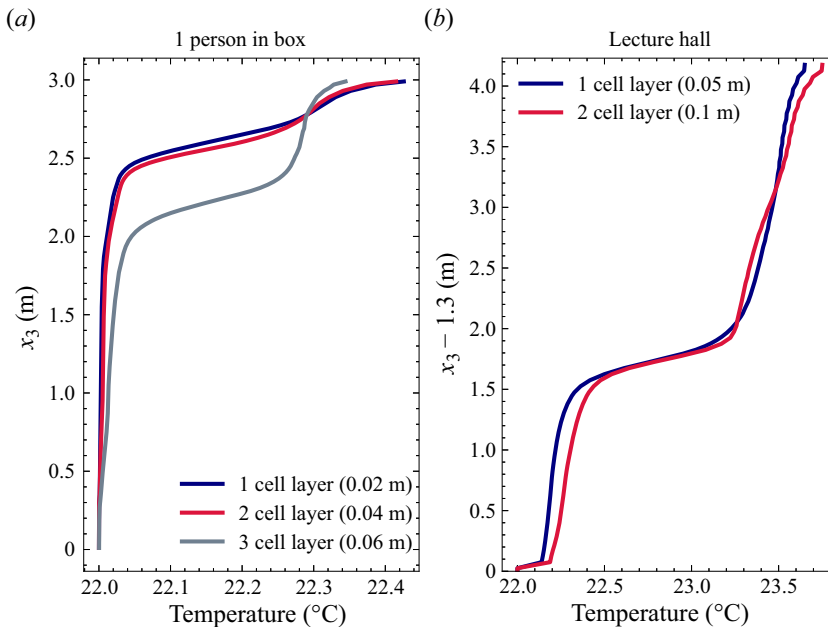 (a)
1 person in box
3.0
2.5
2.0
1.5
1.0
0.5
0
x3 (m)
1 cell layer (0.02 m)
2 cell layer (0.04 m)
3 cell layer (0.06 m)
22.0 22.1 22.2 22.3 22.4
Temperature (°C)
(b)
Lecture hall
4.0
3.5
3.0
2.5
2.0
1.5
1.0
0.5
0
x3 − 1.3 (m)
1 cell layer (0.05 m)
2 cell layer (0.1 m)
22.0 22.5 23.0 23.5
Temperature (°C)